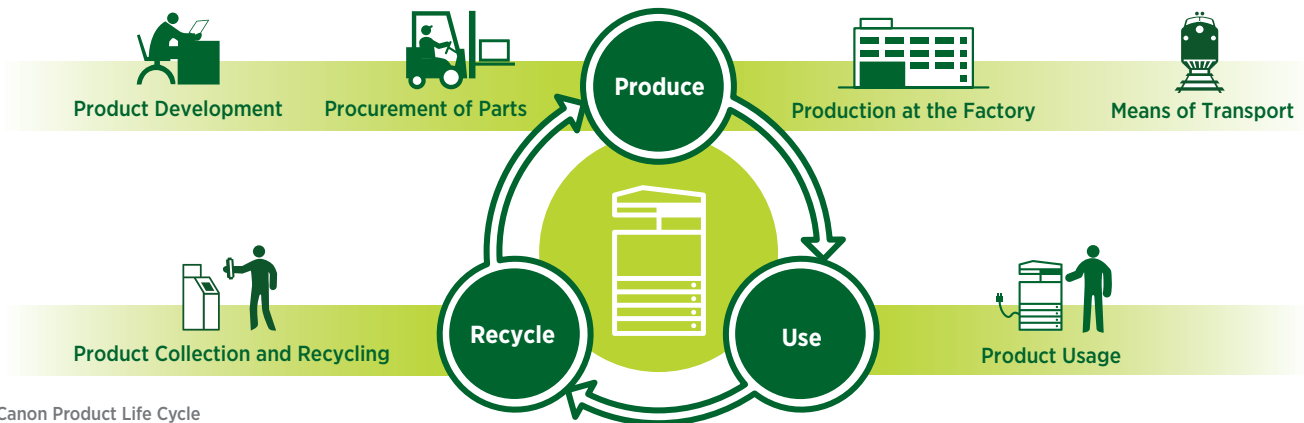 Produce
Product Development
Procurement of Parts
Production at the Factory
Means of Transport
Recycle
Use
Product Collection and Recycling
Product Usage
Canon Product Life Cycle